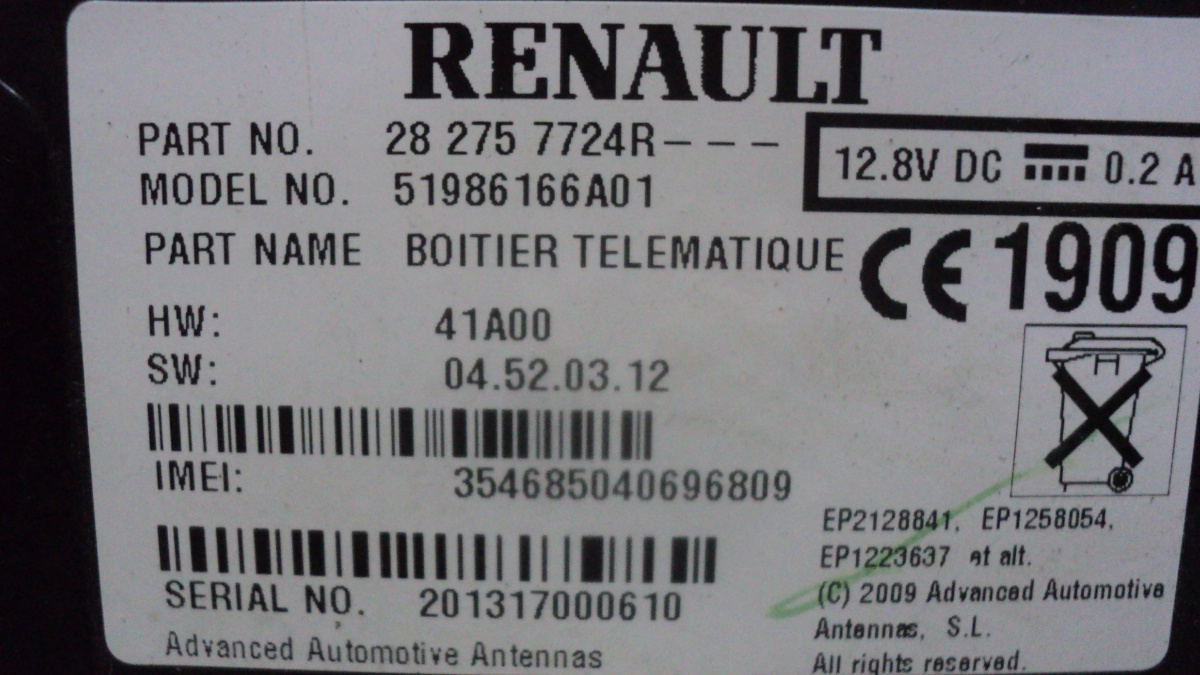 RENAULT
PART NO. 28 275 7724R---
12.8V DC 0.2 A
MODEL NO. 51986166A01
PART NAME BOITIER TELEMATIQUE
CE 1909
HW: 41A00
SW: 04.52.03.12
IMEI: 354685040696809
SERIAL NO. 201317000610
Advanced Automotive Antennas
EP2128841, EP1258054,
EP1223637 et alt.
(C) 2009 Advanced Automotive
Antennas, S.L.
All rights reserved.